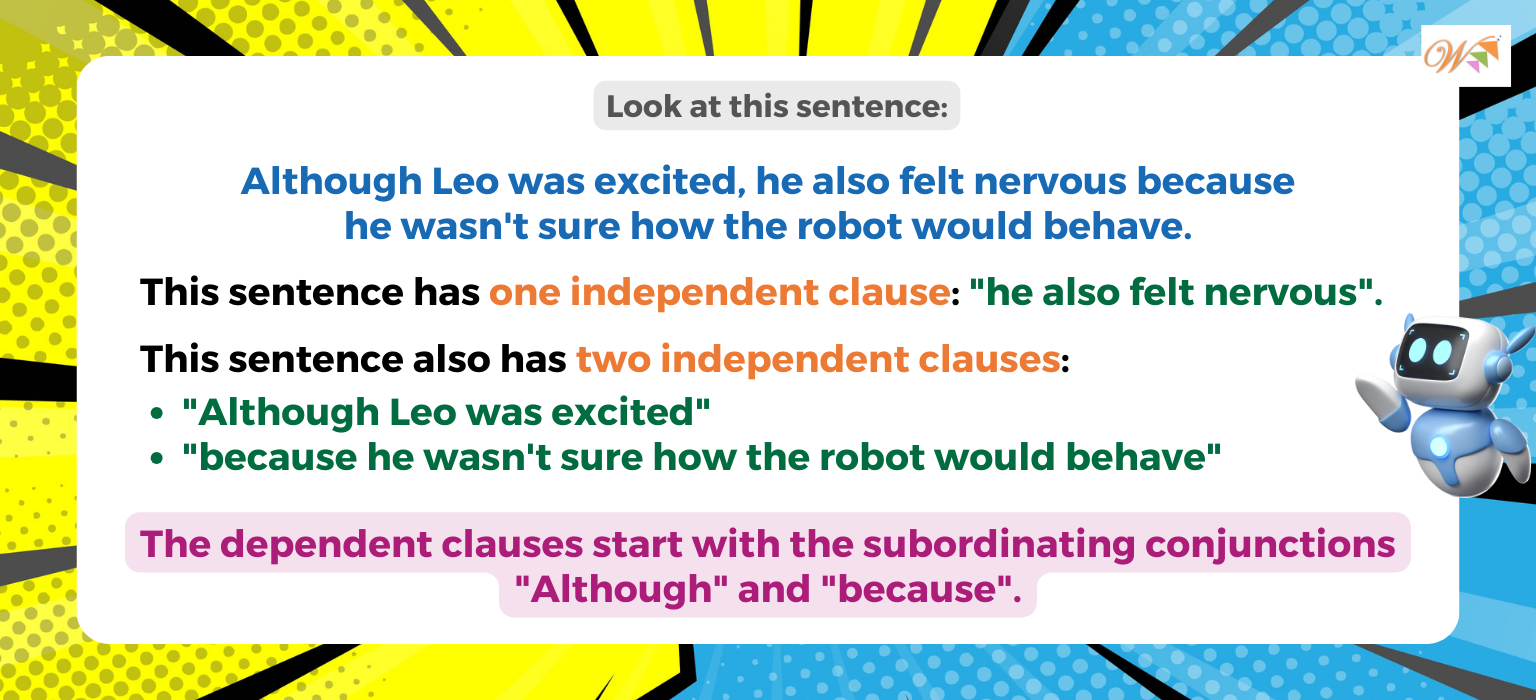 Look at this sentence:
Although Leo was excited, he also felt nervous because
he wasn't sure how the robot would behave.
This sentence has one independent clause: "he also felt nervous".
This sentence also has two independent clauses:
• "Although Leo was excited"
• "because he wasn't sure how the robot would behave"
The dependent clauses start with the subordinating conjunctions
"Although" and "because".
W